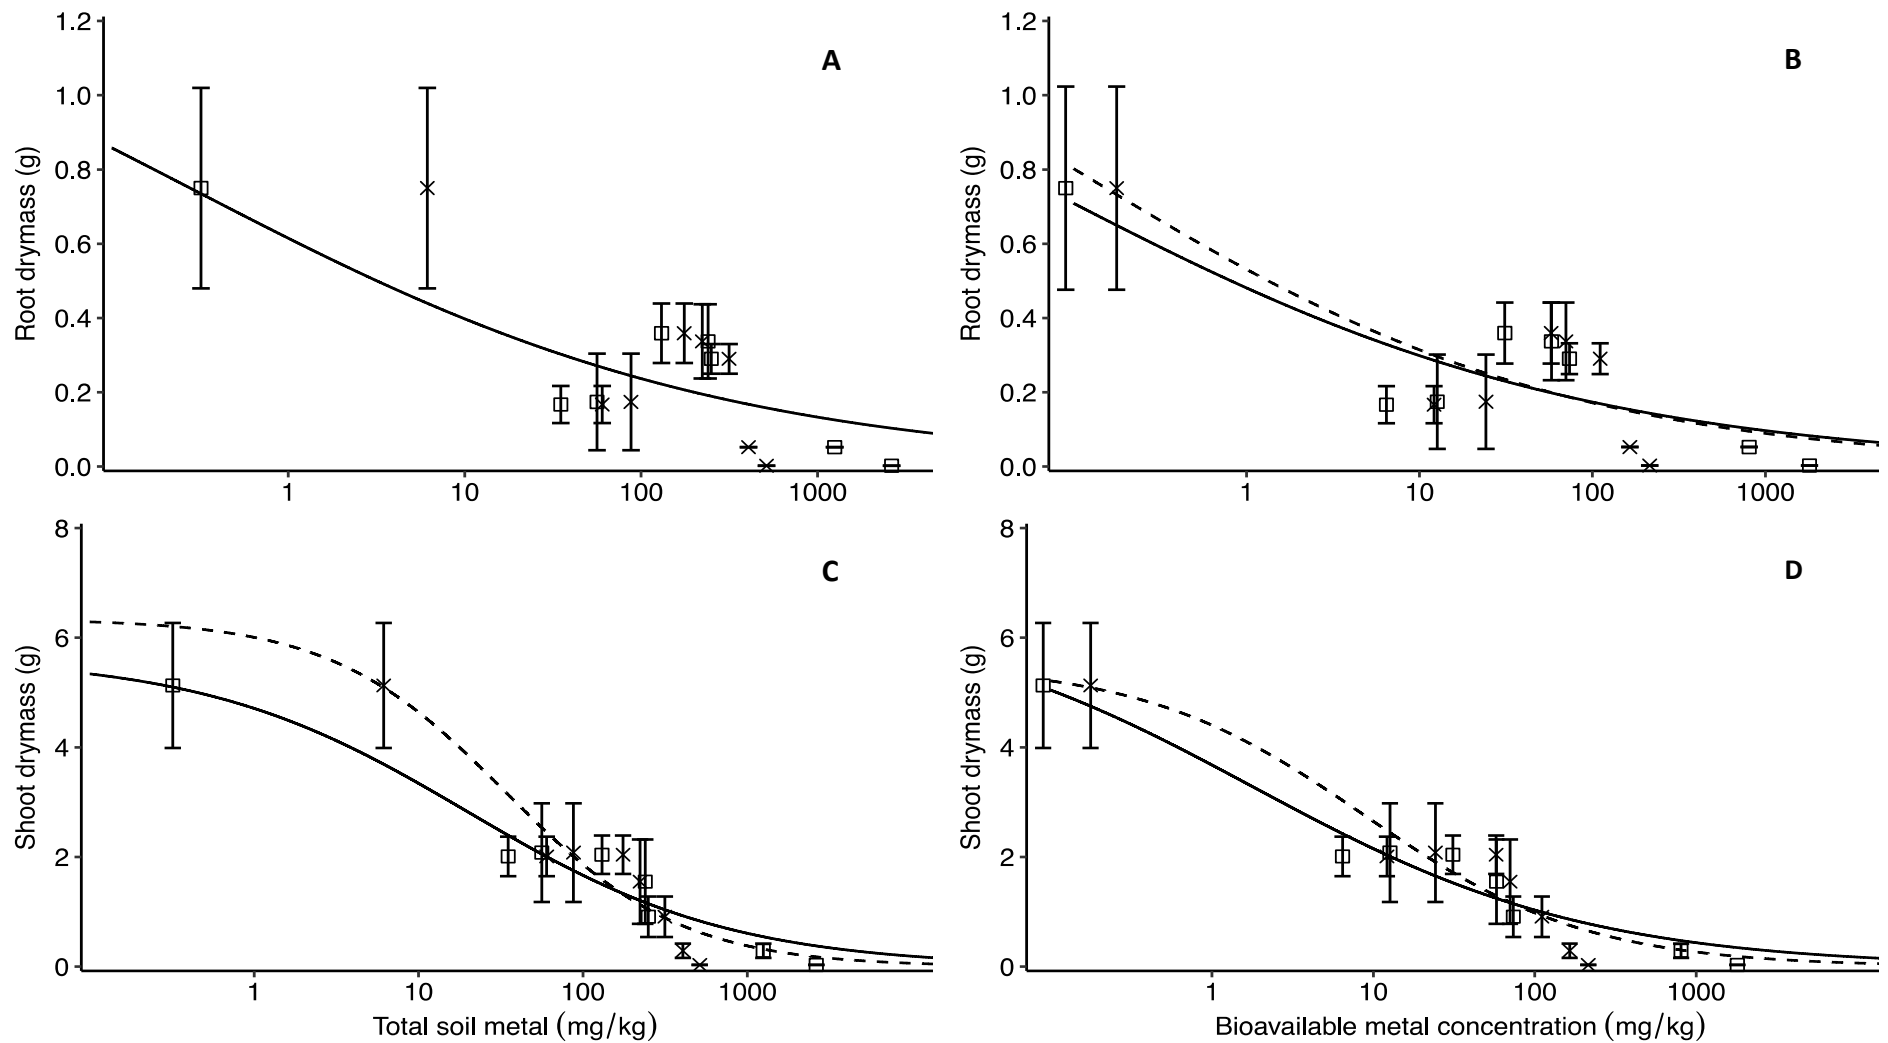 A
Root drymass (g)
1.2
1.0
0.8
0.6
0.4
0.2
0.0
1 10 100 1000
B
Root drymass (g)
1.2
1.0
0.8
0.6
0.4
0.2
0.0
1 10 100 1000
C
Shoot drymass (g)
8
6
4
2
0
1 10 100 1000
Total soil metal (mg/kg)
D
Shoot drymass (g)
8
6
4
2
0
1 10 100 1000
Bioavailable metal concentration (mg/kg)